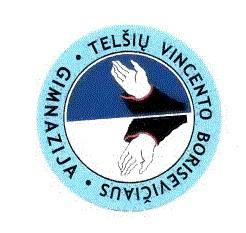 • TELŠIŲ VINCENTO BORISEVIČIAUS • GIMNAZIJA